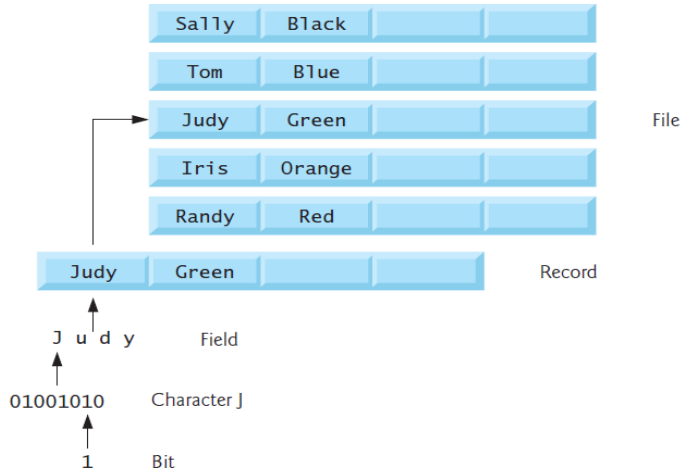 Sally Black
Tom Blue
Judy Green File
Iris Orange
Randy Red
Judy Green Record
J u d y Field
01001010 Character J
1 Bit